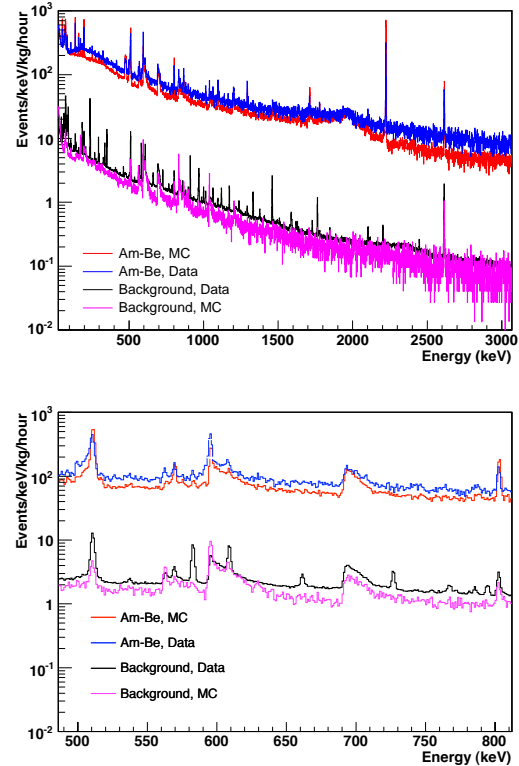 Events/keV/kg/hour
10³
10²
10
1
10⁻¹
10⁻²
Am-Be, MC
Am-Be, Data
Background, Data
Background, MC
500 1000 1500 2000 2500 3000
Energy (keV)
Events/keV/kg/hour
10³
10²
10
1
10⁻¹
10⁻²
Am-Be, MC
Am-Be, Data
Background, Data
Background, MC
500 550 600 650 700 750 800
Energy (keV)